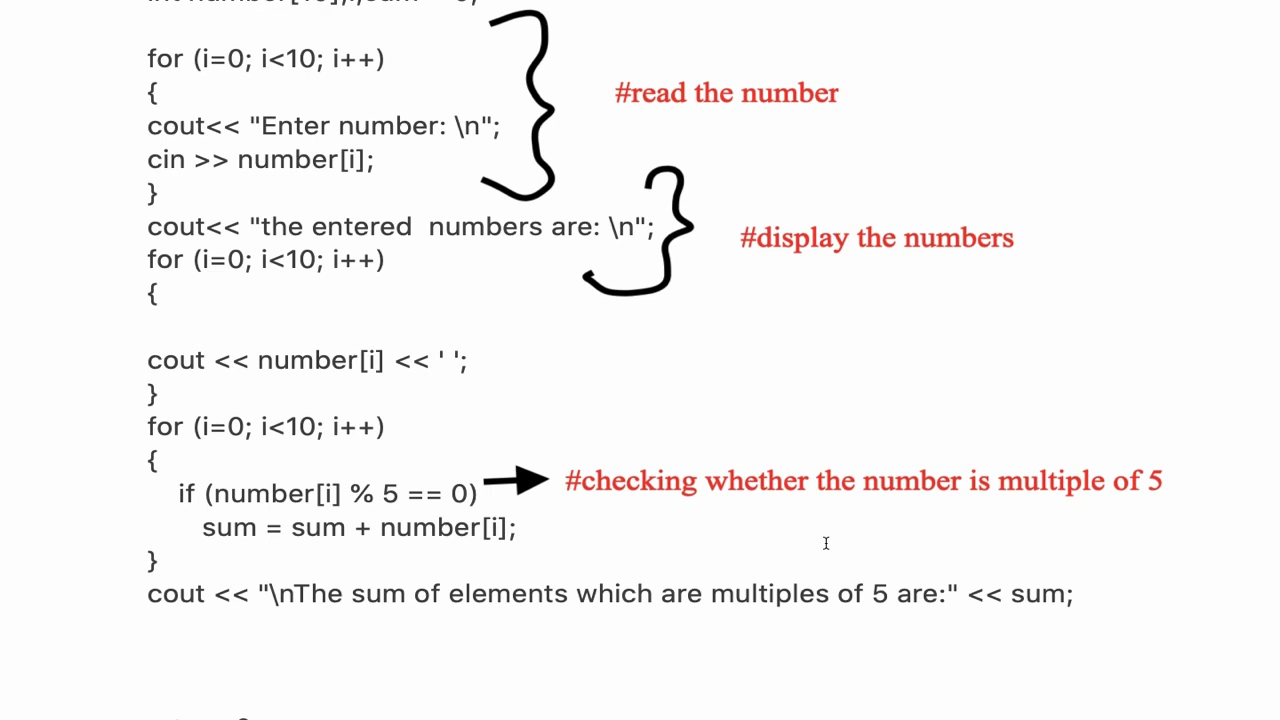 for (i=0; i<10; i++)
{
#read the number
cout<< "Enter number: \n";
cin >> number[i];
}
cout<< "the entered  numbers are: \n";
#display the numbers
for (i=0; i<10; i++)
{
cout << number[i] << ' ';
}
for (i=0; i<10; i++)
{
if (number[i] % 5 == 0)
#checking whether the number is multiple of 5
sum = sum + number[i];
}
cout << "\nThe sum of elements which are multiples of 5 are:" << sum;